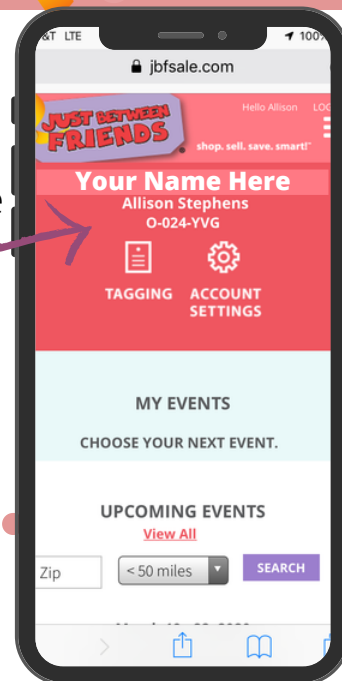 &T LTE 100%
jbfsale.com
Hello Allison LOG
JUST BETWEEN
FRIENDS
shop. sell. save. smart!
Your Name Here
Allison Stephens
O-024-YVG
TAGGING ACCOUNT
SETTINGS
MY EVENTS
CHOOSE YOUR NEXT EVENT.
UPCOMING EVENTS
View All
Zip < 50 miles SEARCH